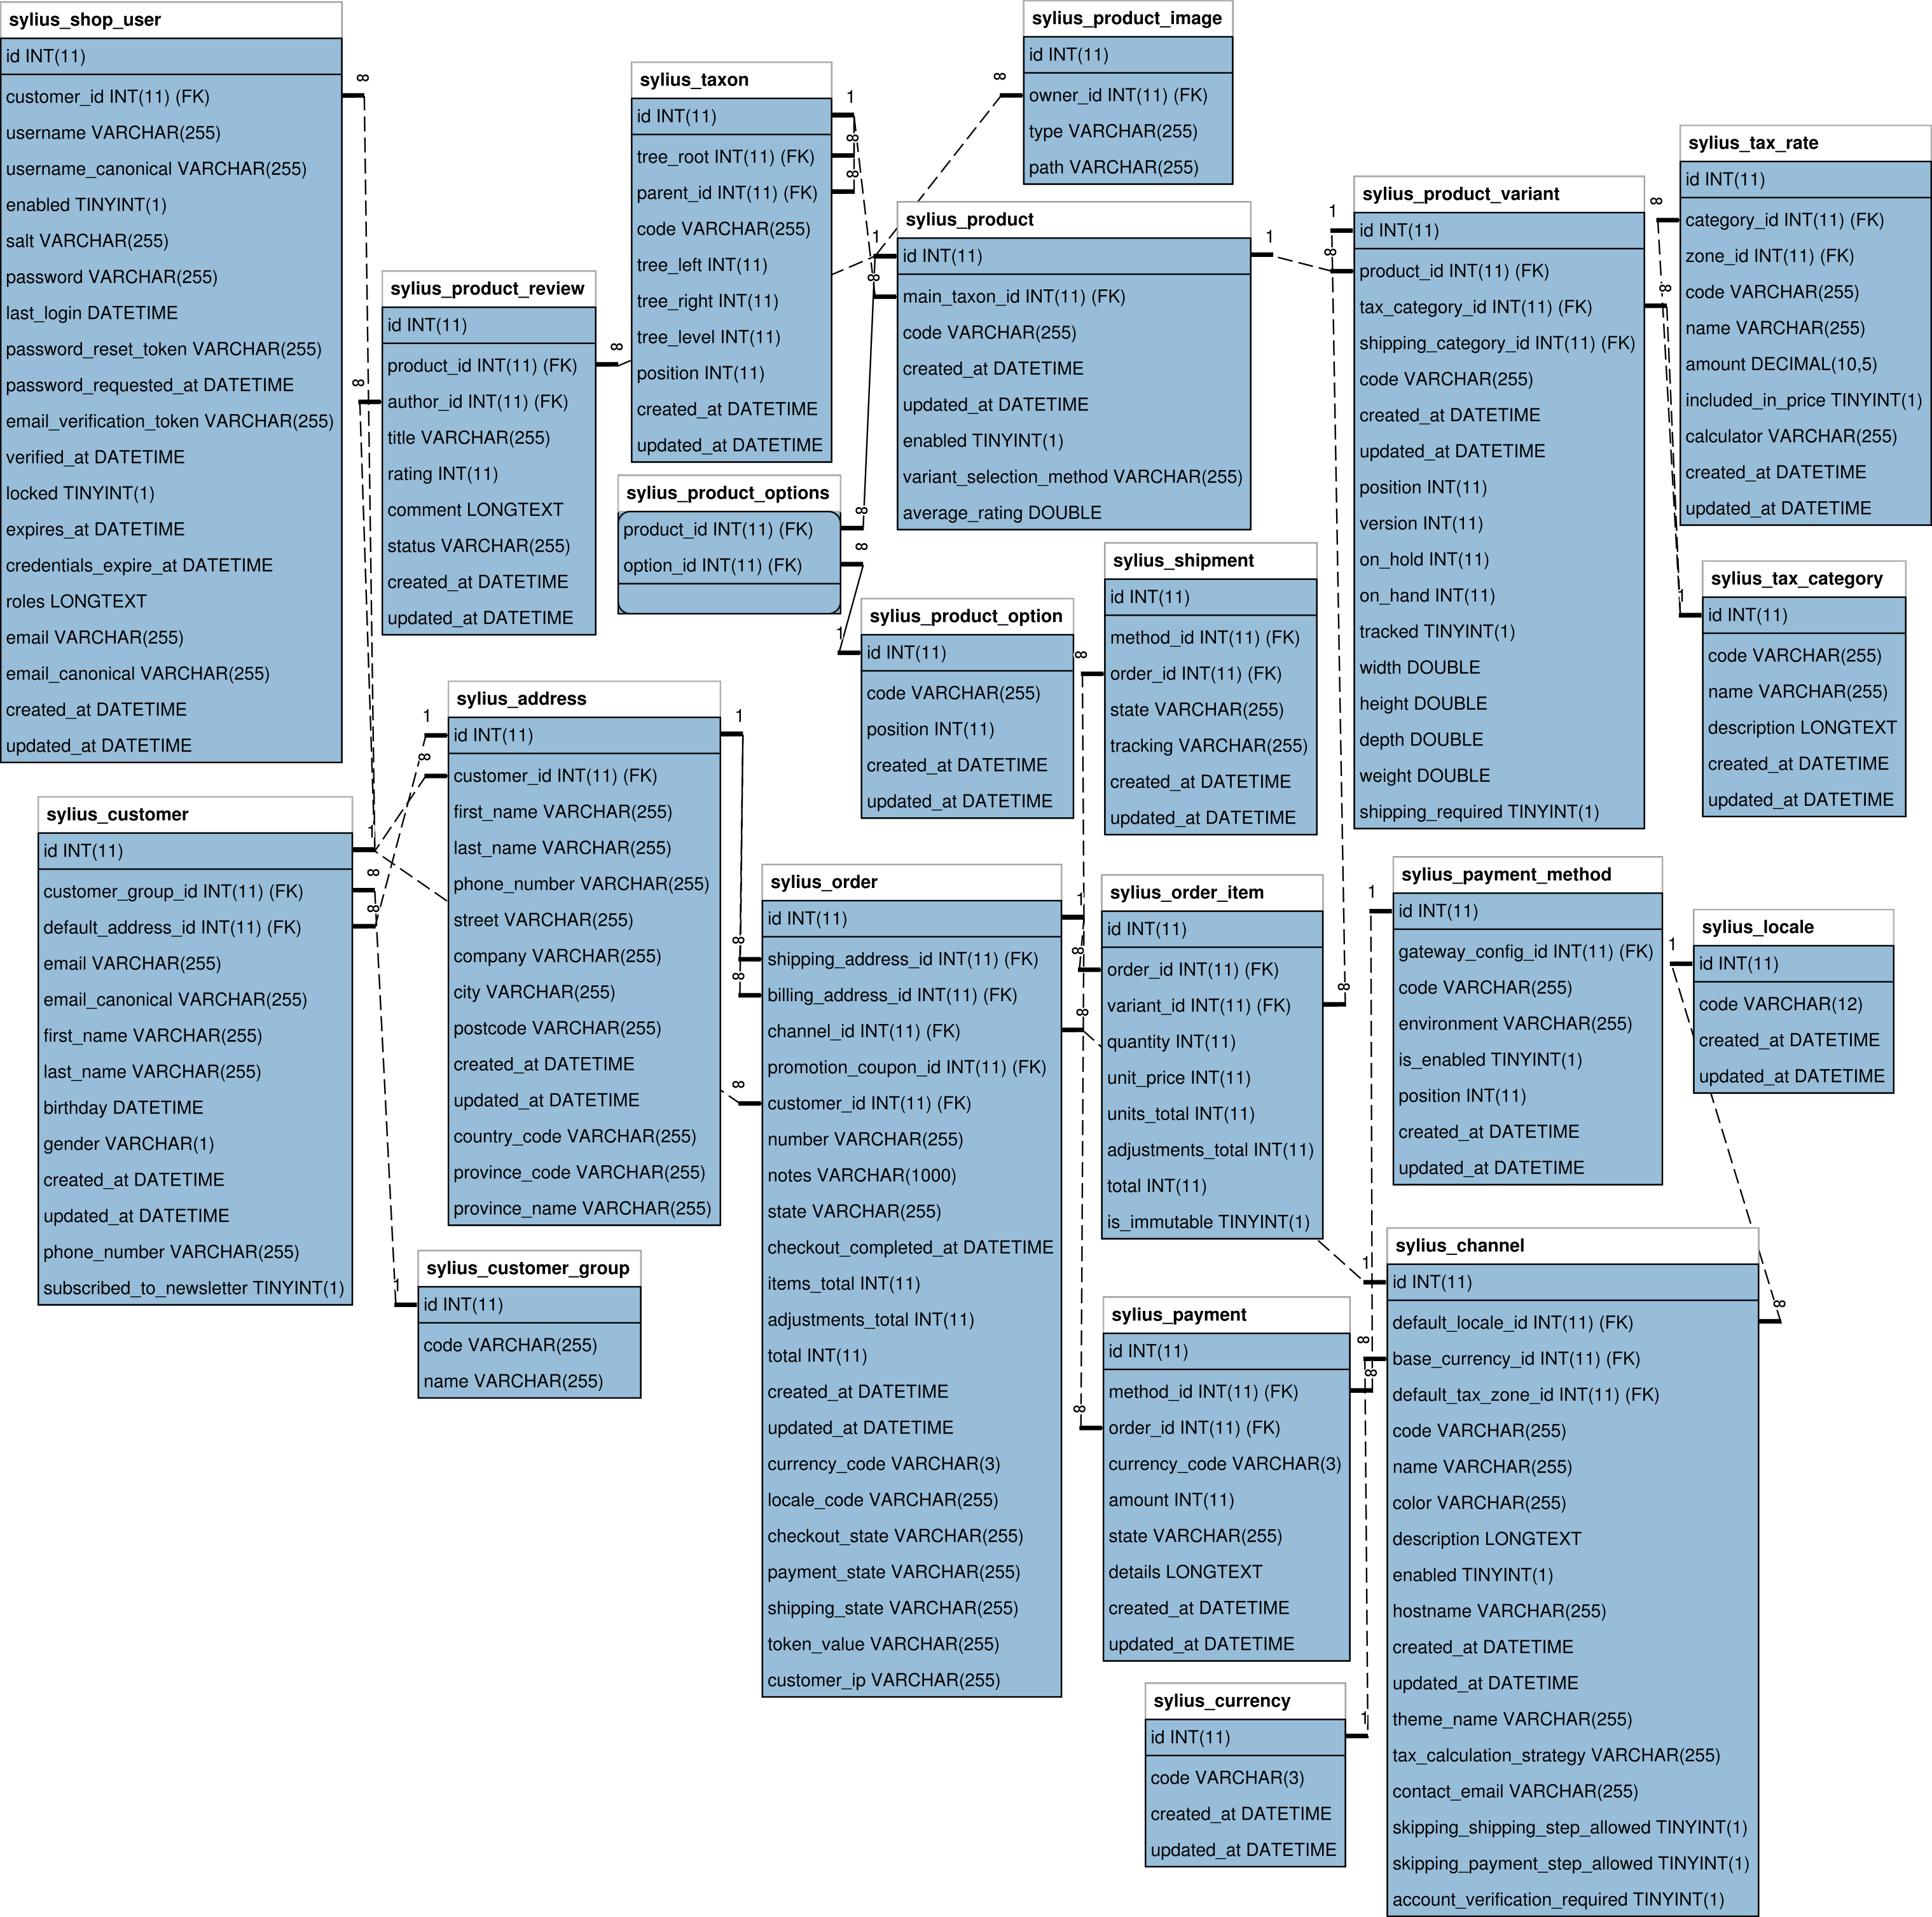 sylius_shop_user
id INT(11)
customer_id INT(11) (FK)
username VARCHAR(255)
username_canonical VARCHAR(255)
enabled TINYINT(1)
salt VARCHAR(255)
password VARCHAR(255)
last_login DATETIME
password_reset_token VARCHAR(255)
password_requested_at DATETIME
email_verification_token VARCHAR(255)
verified_at DATETIME
locked TINYINT(1)
expires_at DATETIME
credentials_expire_at DATETIME
roles LONGTEXT
email VARCHAR(255)
email_canonical VARCHAR(255)
created_at DATETIME
updated_at DATETIME
sylius_product_review
id INT(11)
product_id INT(11) (FK)
author_id INT(11) (FK)
title VARCHAR(255)
rating INT(11)
comment LONGTEXT
status VARCHAR(255)
created_at DATETIME
updated_at DATETIME
sylius_taxon
id INT(11)
tree_root INT(11) (FK)
parent_id INT(11) (FK)
code VARCHAR(255)
tree_left INT(11)
tree_right INT(11)
tree_level INT(11)
position INT(11)
created_at DATETIME
updated_at DATETIME
sylius_product_image
id INT(11)
owner_id INT(11) (FK)
type VARCHAR(255)
path VARCHAR(255)
sylius_product
id INT(11)
main_taxon_id INT(11) (FK)
code VARCHAR(255)
created_at DATETIME
updated_at DATETIME
enabled TINYINT(1)
variant_selection_method VARCHAR(255)
average_rating DOUBLE
sylius_product_variant
id INT(11)
product_id INT(11) (FK)
tax_category_id INT(11) (FK)
shipping_category_id INT(11) (FK)
code VARCHAR(255)
created_at DATETIME
updated_at DATETIME
position INT(11)
version INT(11)
on_hold INT(11)
on_hand INT(11)
tracked TINYINT(1)
width DOUBLE
height DOUBLE
depth DOUBLE
weight DOUBLE
shipping_required TINYINT(1)
sylius_tax_rate
id INT(11)
category_id INT(11) (FK)
zone_id INT(11) (FK)
code VARCHAR(255)
name VARCHAR(255)
amount DECIMAL(10,5)
included_in_price TINYINT(1)
calculator VARCHAR(255)
created_at DATETIME
updated_at DATETIME
sylius_product_options
product_id INT(11) (FK)
option_id INT(11) (FK)
sylius_product_option
id INT(11)
code VARCHAR(255)
position INT(11)
created_at DATETIME
updated_at DATETIME
sylius_shipment
id INT(11)
method_id INT(11) (FK)
order_id INT(11) (FK)
state VARCHAR(255)
tracking VARCHAR(255)
created_at DATETIME
updated_at DATETIME
sylius_tax_category
id INT(11)
code VARCHAR(255)
name VARCHAR(255)
description LONGTEXT
created_at DATETIME
updated_at DATETIME
sylius_customer
id INT(11)
customer_group_id INT(11) (FK)
default_address_id INT(11) (FK)
email VARCHAR(255)
email_canonical VARCHAR(255)
first_name VARCHAR(255)
last_name VARCHAR(255)
birthday DATETIME
gender VARCHAR(1)
created_at DATETIME
updated_at DATETIME
phone_number VARCHAR(255)
subscribed_to_newsletter TINYINT(1)
sylius_address
id INT(11)
customer_id INT(11) (FK)
first_name VARCHAR(255)
last_name VARCHAR(255)
phone_number VARCHAR(255)
street VARCHAR(255)
company VARCHAR(255)
city VARCHAR(255)
postcode VARCHAR(255)
created_at DATETIME
updated_at DATETIME
country_code VARCHAR(255)
province_code VARCHAR(255)
province_name VARCHAR(255)
sylius_customer_group
id INT(11)
code VARCHAR(255)
name VARCHAR(255)
sylius_order
id INT(11)
shipping_address_id INT(11) (FK)
billing_address_id INT(11) (FK)
channel_id INT(11) (FK)
promotion_coupon_id INT(11) (FK)
customer_id INT(11) (FK)
number VARCHAR(255)
notes VARCHAR(1000)
state VARCHAR(255)
checkout_completed_at DATETIME
items_total INT(11)
adjustments_total INT(11)
total INT(11)
created_at DATETIME
updated_at DATETIME
currency_code VARCHAR(3)
locale_code VARCHAR(255)
checkout_state VARCHAR(255)
payment_state VARCHAR(255)
shipping_state VARCHAR(255)
token_value VARCHAR(255)
customer_ip VARCHAR(255)
sylius_order_item
id INT(11)
order_id INT(11) (FK)
variant_id INT(11) (FK)
quantity INT(11)
unit_price INT(11)
units_total INT(11)
adjustments_total INT(11)
total INT(11)
is_immutable TINYINT(1)
sylius_payment_method
id INT(11)
gateway_config_id INT(11) (FK)
code VARCHAR(255)
environment VARCHAR(255)
is_enabled TINYINT(1)
position INT(11)
created_at DATETIME
updated_at DATETIME
sylius_locale
id INT(11)
code VARCHAR(12)
created_at DATETIME
updated_at DATETIME
sylius_payment
id INT(11)
method_id INT(11) (FK)
order_id INT(11) (FK)
currency_code VARCHAR(3)
amount INT(11)
state VARCHAR(255)
details LONGTEXT
created_at DATETIME
updated_at DATETIME
sylius_channel
id INT(11)
default_locale_id INT(11) (FK)
base_currency_id INT(11) (FK)
default_tax_zone_id INT(11) (FK)
code VARCHAR(255)
name VARCHAR(255)
color VARCHAR(255)
description LONGTEXT
enabled TINYINT(1)
hostname VARCHAR(255)
created_at DATETIME
updated_at DATETIME
theme_name VARCHAR(255)
tax_calculation_strategy VARCHAR(255)
contact_email VARCHAR(255)
skipping_shipping_step_allowed TINYINT(1)
skipping_payment_step_allowed TINYINT(1)
account_verification_required TINYINT(1)
sylius_currency
id INT(11)
code VARCHAR(3)
created_at DATETIME
updated_at DATETIME